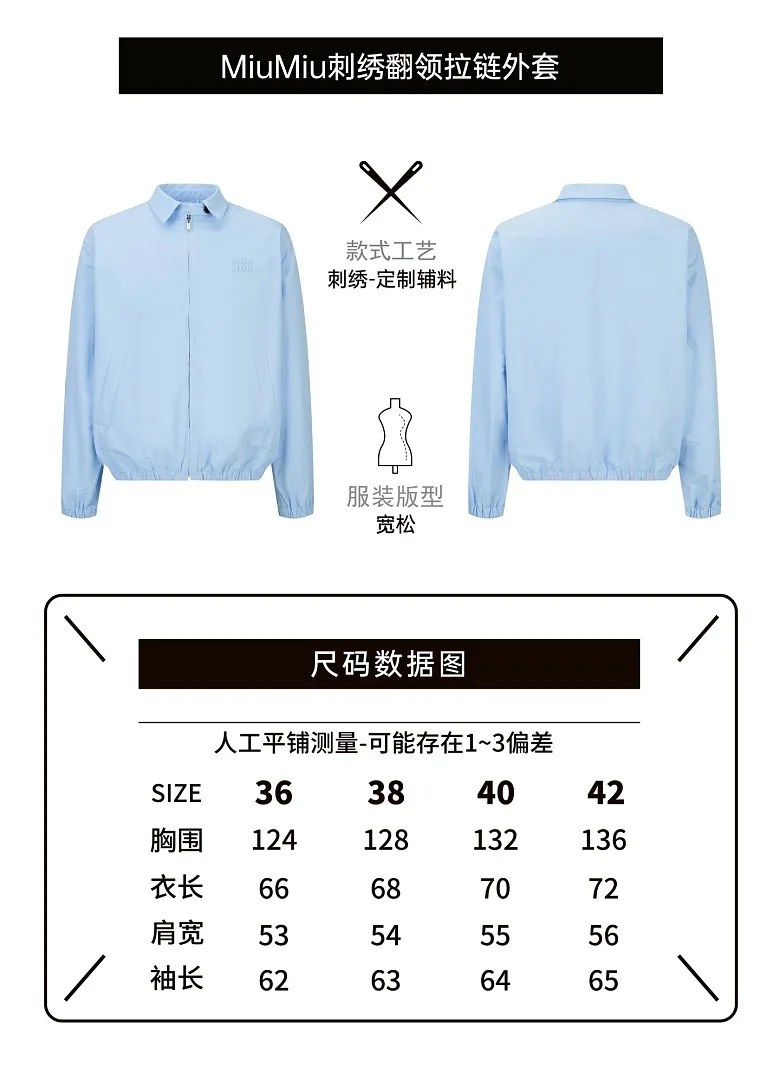 MiuMiu刺绣翻领拉链外套
款式工艺
刺绣-定制辅料
服装版型
宽松
尺码数据图
人工平铺测量-可能存在1~3偏差
SIZE 36 38 40 42
胸围 124 128 132 136
衣长 66 68 70 72
肩宽 53 54 55 56
袖长 62 63 64 65